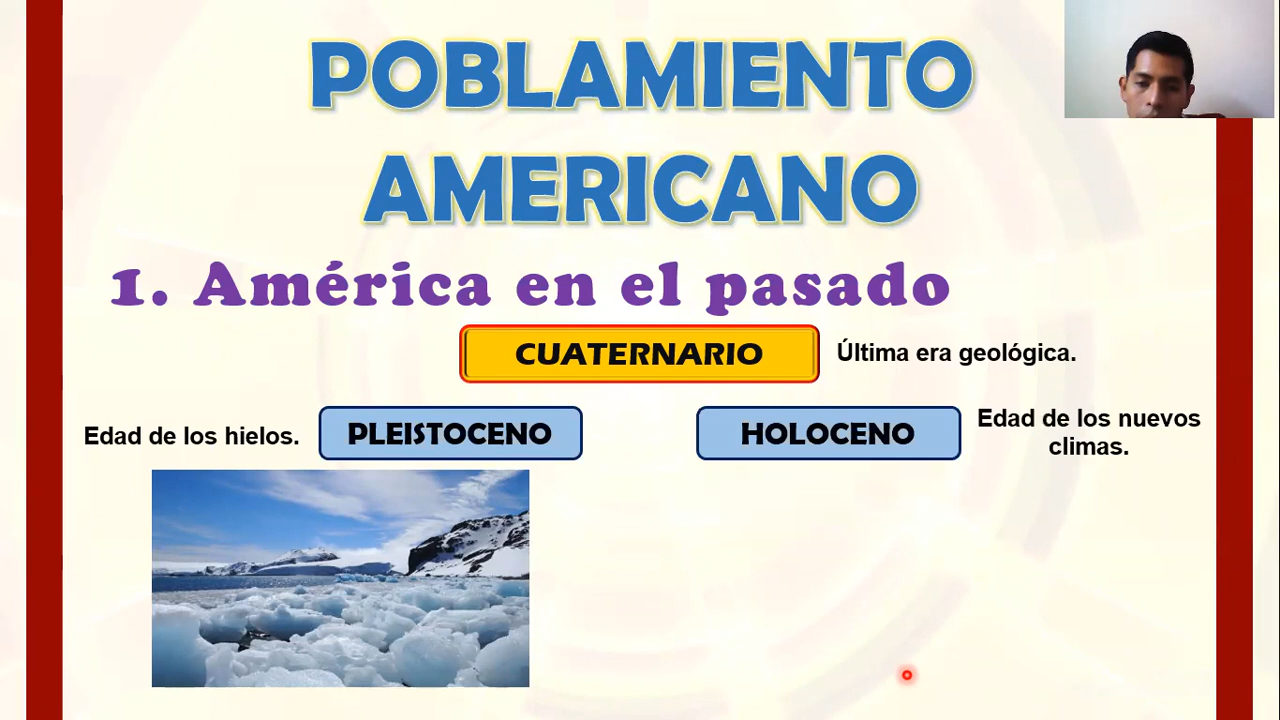 POBLAMIENTO
AMERICANO
1. América en el pasado
CUATERNARIO
Última era geológica.
Edad de los hielos.
PLEISTOCENO
HOLOCENO
Edad de los nuevos
climas.